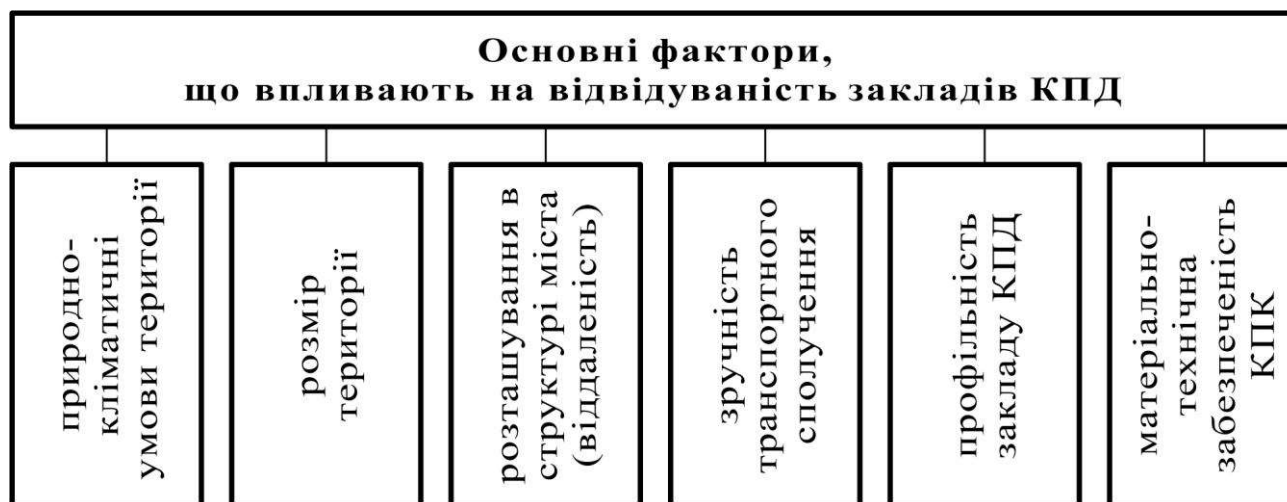 Основні фактори,
що впливають на відвідуваність закладів КПД
природно-
кліматичні
умови території
розмір
території
розташування в
структурі міста
(віддаленість)
зручність
транспортного
сполучення
профільність
закладу КПД
матеріально-
технічна
забезпеченість
КПК